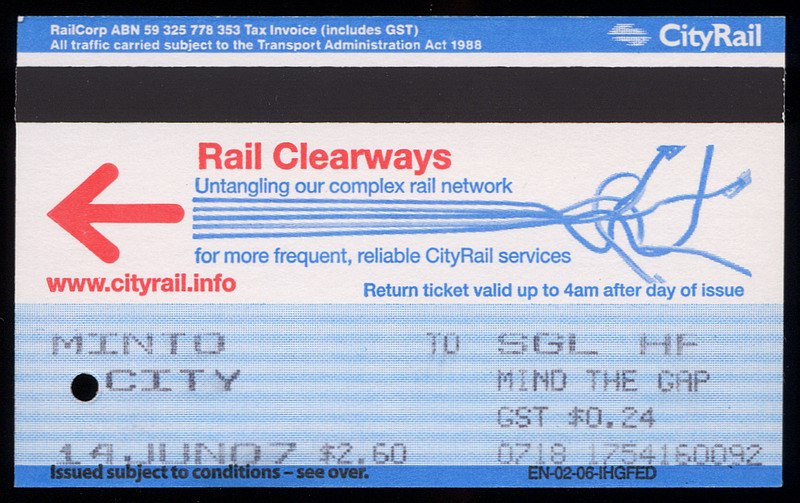 RailCorp ABN 59 325 778 353 Tax Invoice (includes GST)
All traffic carried subject to the Transport Administration Act 1988
CityRail
Rail Clearways
Untangling our complex rail network
for more frequent, reliable CityRail services
www.cityrail.info
Return ticket valid up to 4am after day of issue
MINTO TO SGL HF
CITY MIND THE GAP
GST $0.24
14.JUN07 $2.60 0718 1754160092
Issued subject to conditions – see over. EN-02-06-IHGFED